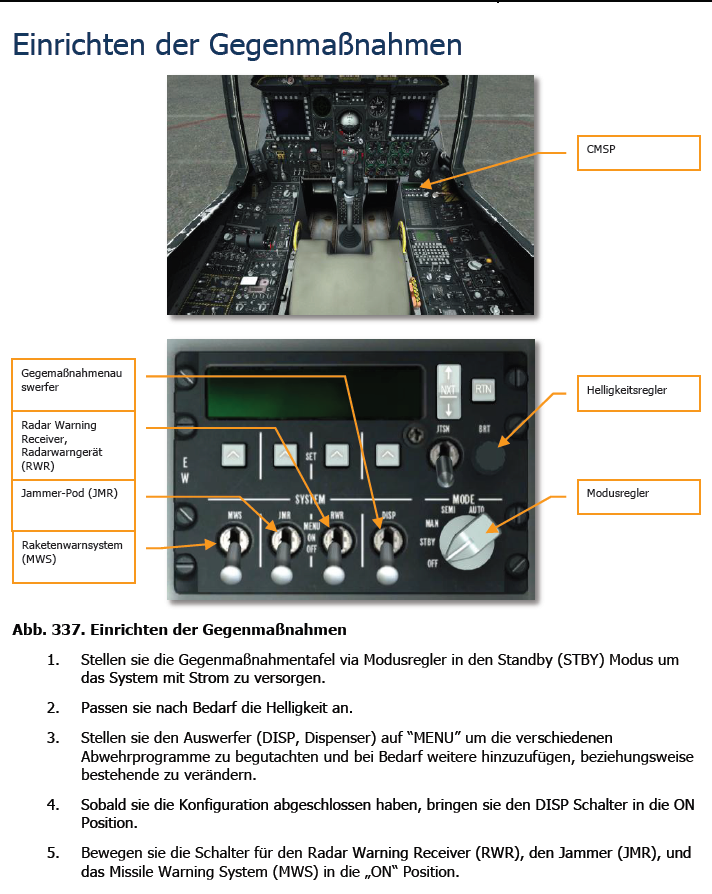 Einrichten der Gegenmaßnahmen
CMSP
Gegemaßnahmenau
swerfer
Radar Warning
Receiver,
Radarwarngerät
(RWR)
Jammer-Pod (JMR)
Raketenwarnsystem
(MWS)
Helligkeitsregler
Modusregler
NXT
RTN
JTSN
BRT
SET
E
W
SYSTEM
MODE
MWS
JMR
MENU
ON
OFF
RWR
DISP
SEMI
AUTO
MAN
STBY
OFF
Abb. 337. Einrichten der Gegenmaßnahmen
1. Stellen sie die Gegenmaßnahmentafel via Modusregler in den Standby (STBY) Modus um
das System mit Strom zu versorgen.
2. Passen sie nach Bedarf die Helligkeit an.
3. Stellen sie den Auswerfer (DISP, Dispenser) auf “MENU” um die verschiedenen
Abwehrprogramme zu begutachten und bei Bedarf weitere hinzuzufügen, beziehungsweise
bestehende zu verändern.
4. Sobald sie die Konfiguration abgeschlossen haben, bringen sie den DISP Schalter in die ON
Position.
5. Bewegen sie die Schalter für den Radar Warning Receiver (RWR), den Jammer (JMR), und
das Missile Warning System (MWS) in die „ON“ Position.